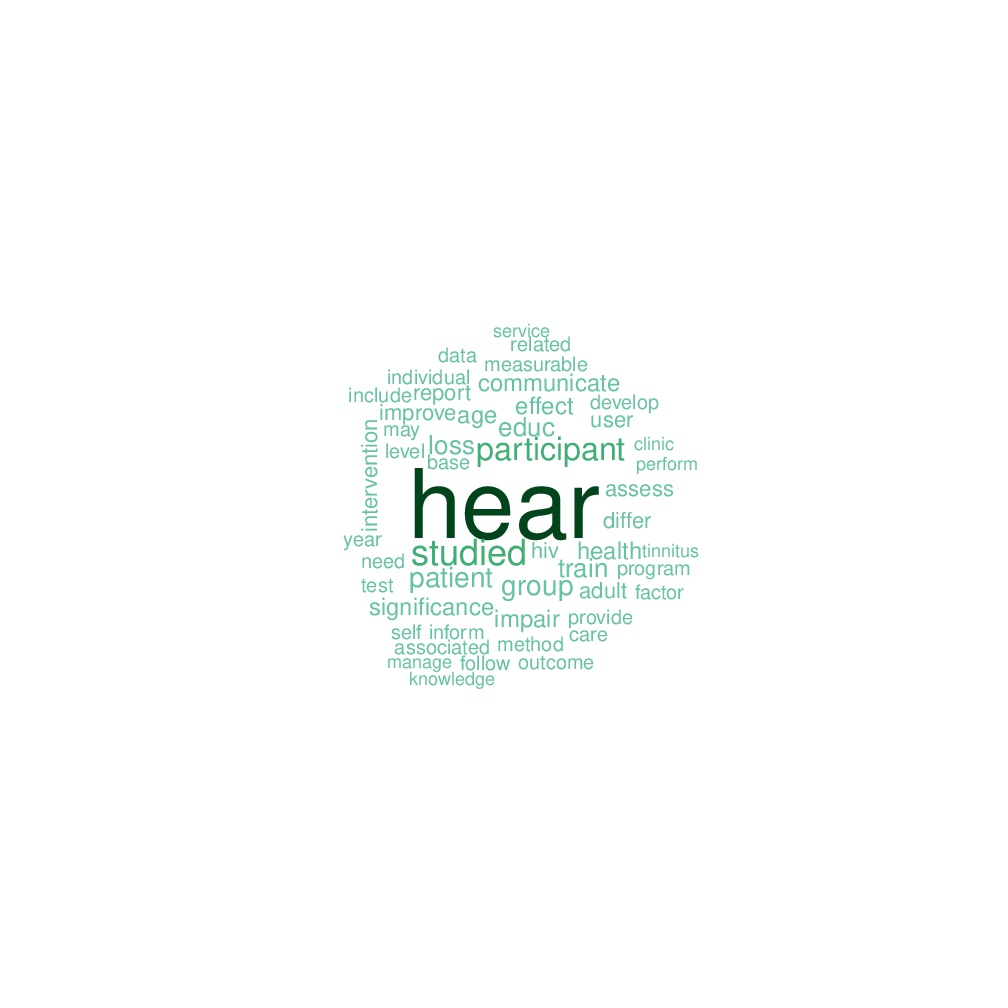 service
related
data
measurable
individual
communicate
include report
improve age effect develop
may educ user
level loss participant clinic
base perform
intervention
hear assess
differ
year studied hiv health tinnitus
need train program
test patient group adult factor
significance impair provide
self inform care
associated method
manage follow outcome
knowledge